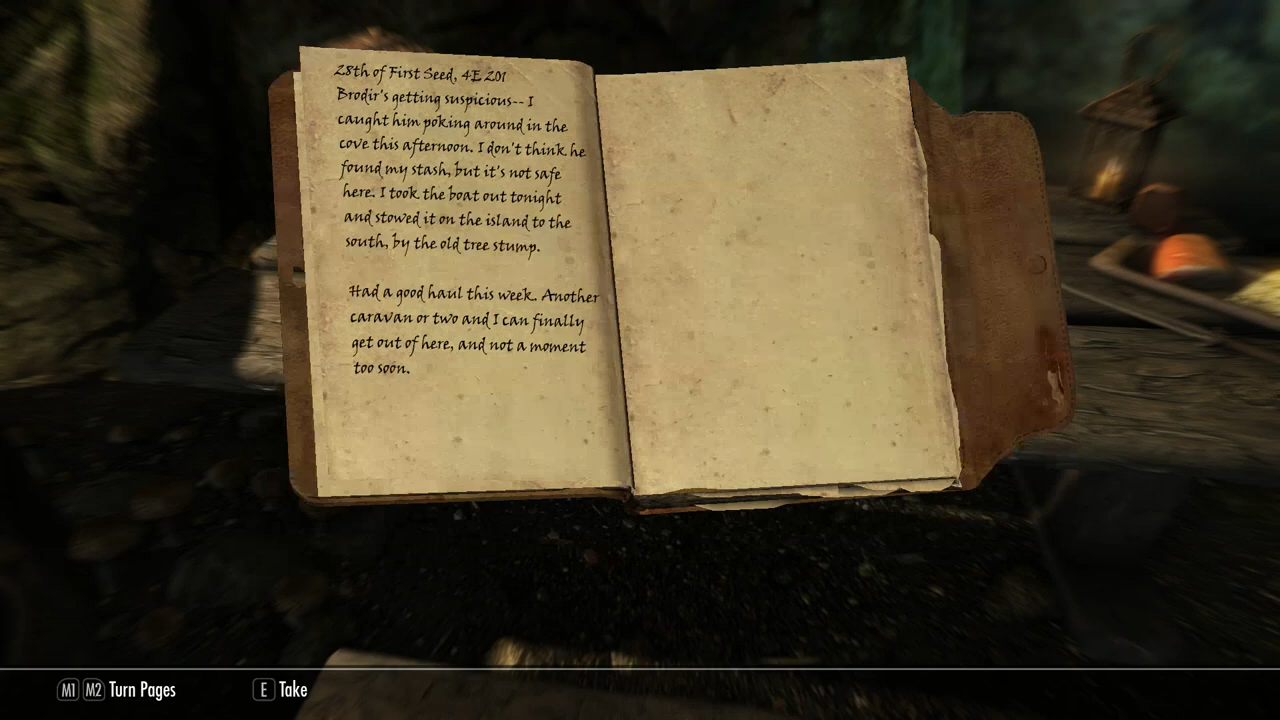 28th of First Seed, 4E 201
Brodir's getting suspicious-- I
caught him poking around in the
cove this afternoon. I don't think he
found my stash, but it's not safe
here. I took the boat out tonight
and stowed it on the island to the
south, by the old tree stump.
Had a good haul this week. Another
caravan or two and I can finally
get out of here, and not a moment
too soon.
M1 M2 Turn Pages E Take